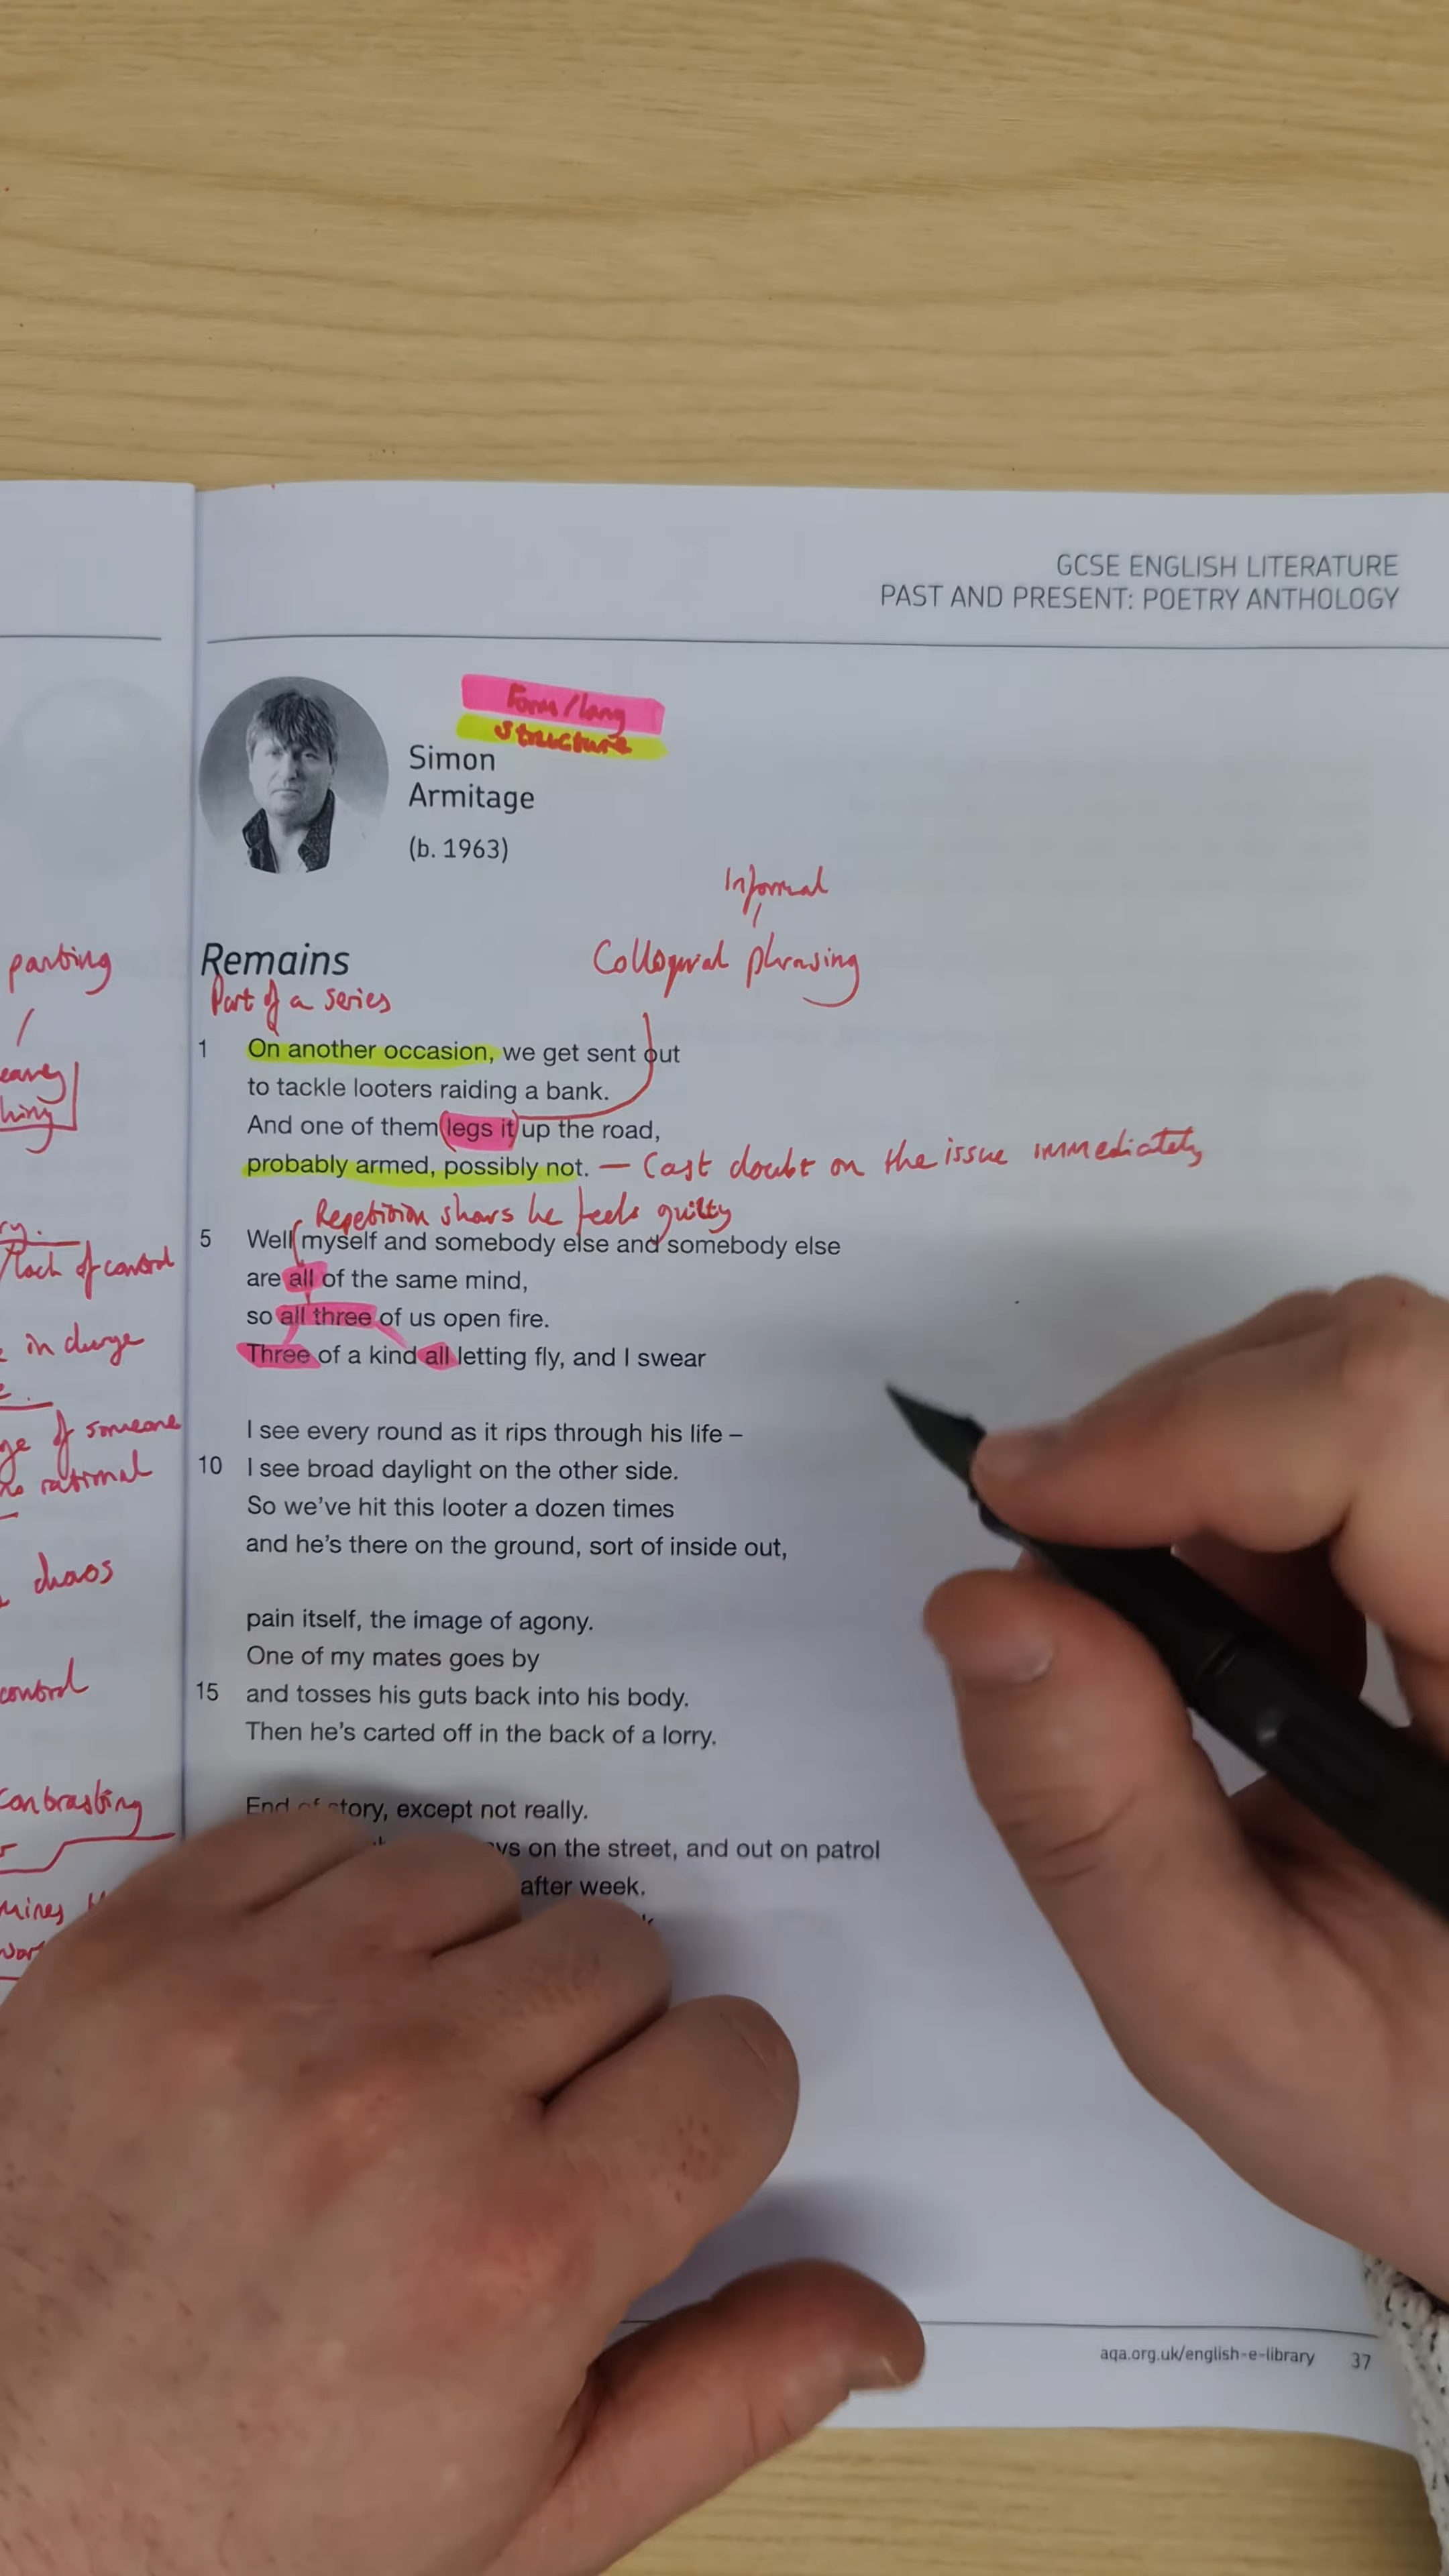 GCSE ENGLISH LITERATURE
PAST AND PRESENT: POETRY ANTHOLOGY
Form/lang
structure
Simon
Armitage
(b. 1963)
Informal
Colloquial phrasing
Remains
Part of a series
1 On another occasion, we get sent out
to tackle looters raiding a bank.
And one of them legs it up the road,
probably armed, possibly not. — Cast doubt on the issue immediately
Repetition shows he feels guilty
5 Well myself and somebody else and somebody else
are all of the same mind,
so all three of us open fire.
Three of a kind all letting fly, and I swear
I see every round as it rips through his life –
10 I see broad daylight on the other side.
So we've hit this looter a dozen times
and he's there on the ground, sort of inside out,
pain itself, the image of agony.
One of my mates goes by
15 and tosses his guts back into his body.
Then he's carted off in the back of a lorry.
End of story, except not really.
on the street, and out on patrol
after week.
parting
lack of control
in charge
of someone
rational
chaos
control
contrasting
aqa.org.uk/english-e-library 37